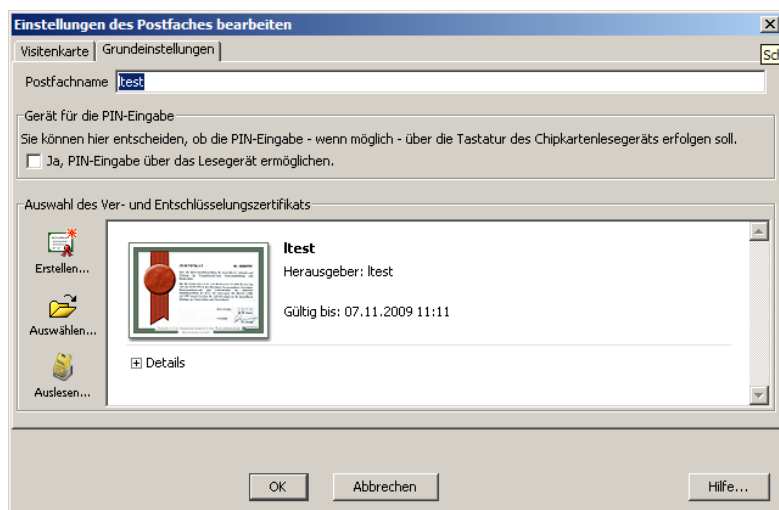 Einstellungen des Postfaches bearbeiten
Visitenkarte
Grundeinstellungen
Sch
Postfachname ltest
Gerät für die PIN-Eingabe
Sie können hier entscheiden, ob die PIN-Eingabe - wenn möglich - über die Tastatur des Chipkartenlesegeräts erfolgen soll.
Ja, PIN-Eingabe über das Lesegerät ermöglichen.
Auswahl des Ver- und Entschlüsselungszertifikats
Erstellen...
Auswählen...
Auslesen...
ltest
Herausgeber: ltest
Gültig bis: 07.11.2009 11:11
Details
OK
Abbrechen
Hilfe...